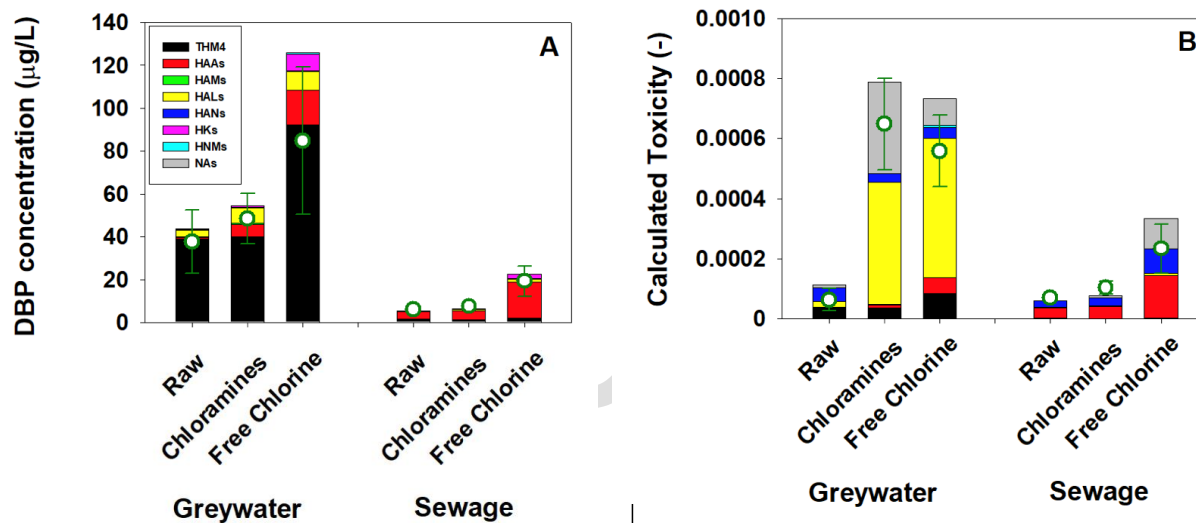 A
DBP concentration (µg/L)
140
120
100
80
60
40
20
0
THM4
HAAs
HAMs
HALs
HANs
HKs
HNMs
NAs
Raw
Chloramines
Free Chlorine
Raw
Chloramines
Free Chlorine
Greywater
Sewage
B
Calculated Toxicity (-)
0.0010
0.0008
0.0006
0.0004
0.0002
0
Raw
Chloramines
Free Chlorine
Raw
Chloramines
Free Chlorine
Greywater
Sewage